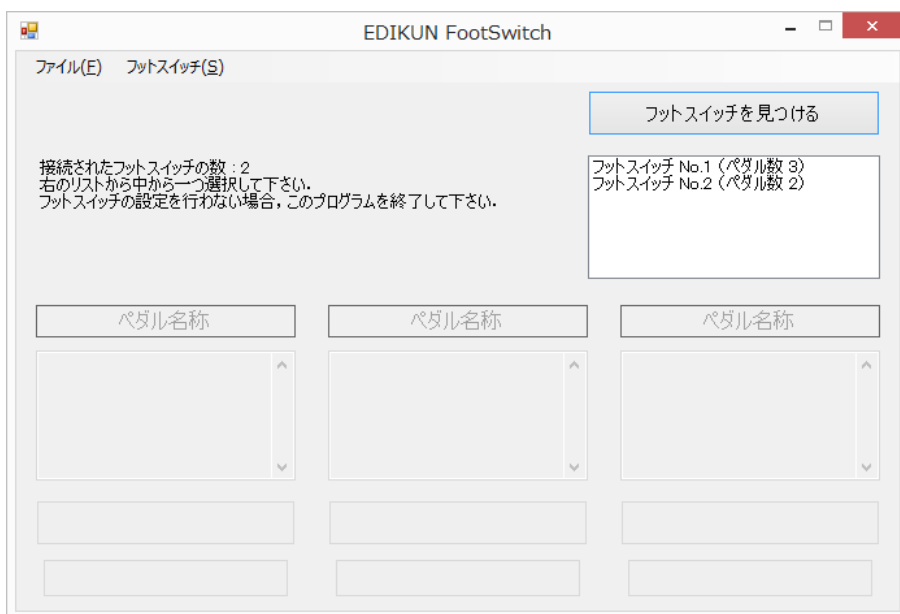 EDIKUN FootSwitch
ファイル(F) フットスイッチ(S)
フットスイッチを見つける
接続されたフットスイッチの数：2
右のリストから中から一つ選択して下さい．
フットスイッチの設定を行わない場合，このプログラムを終了して下さい．
フットスイッチ No.1 （ペダル数 3）
フットスイッチ No.2 （ペダル数 2）
ペダル名称 ペダル名称 ペダル名称